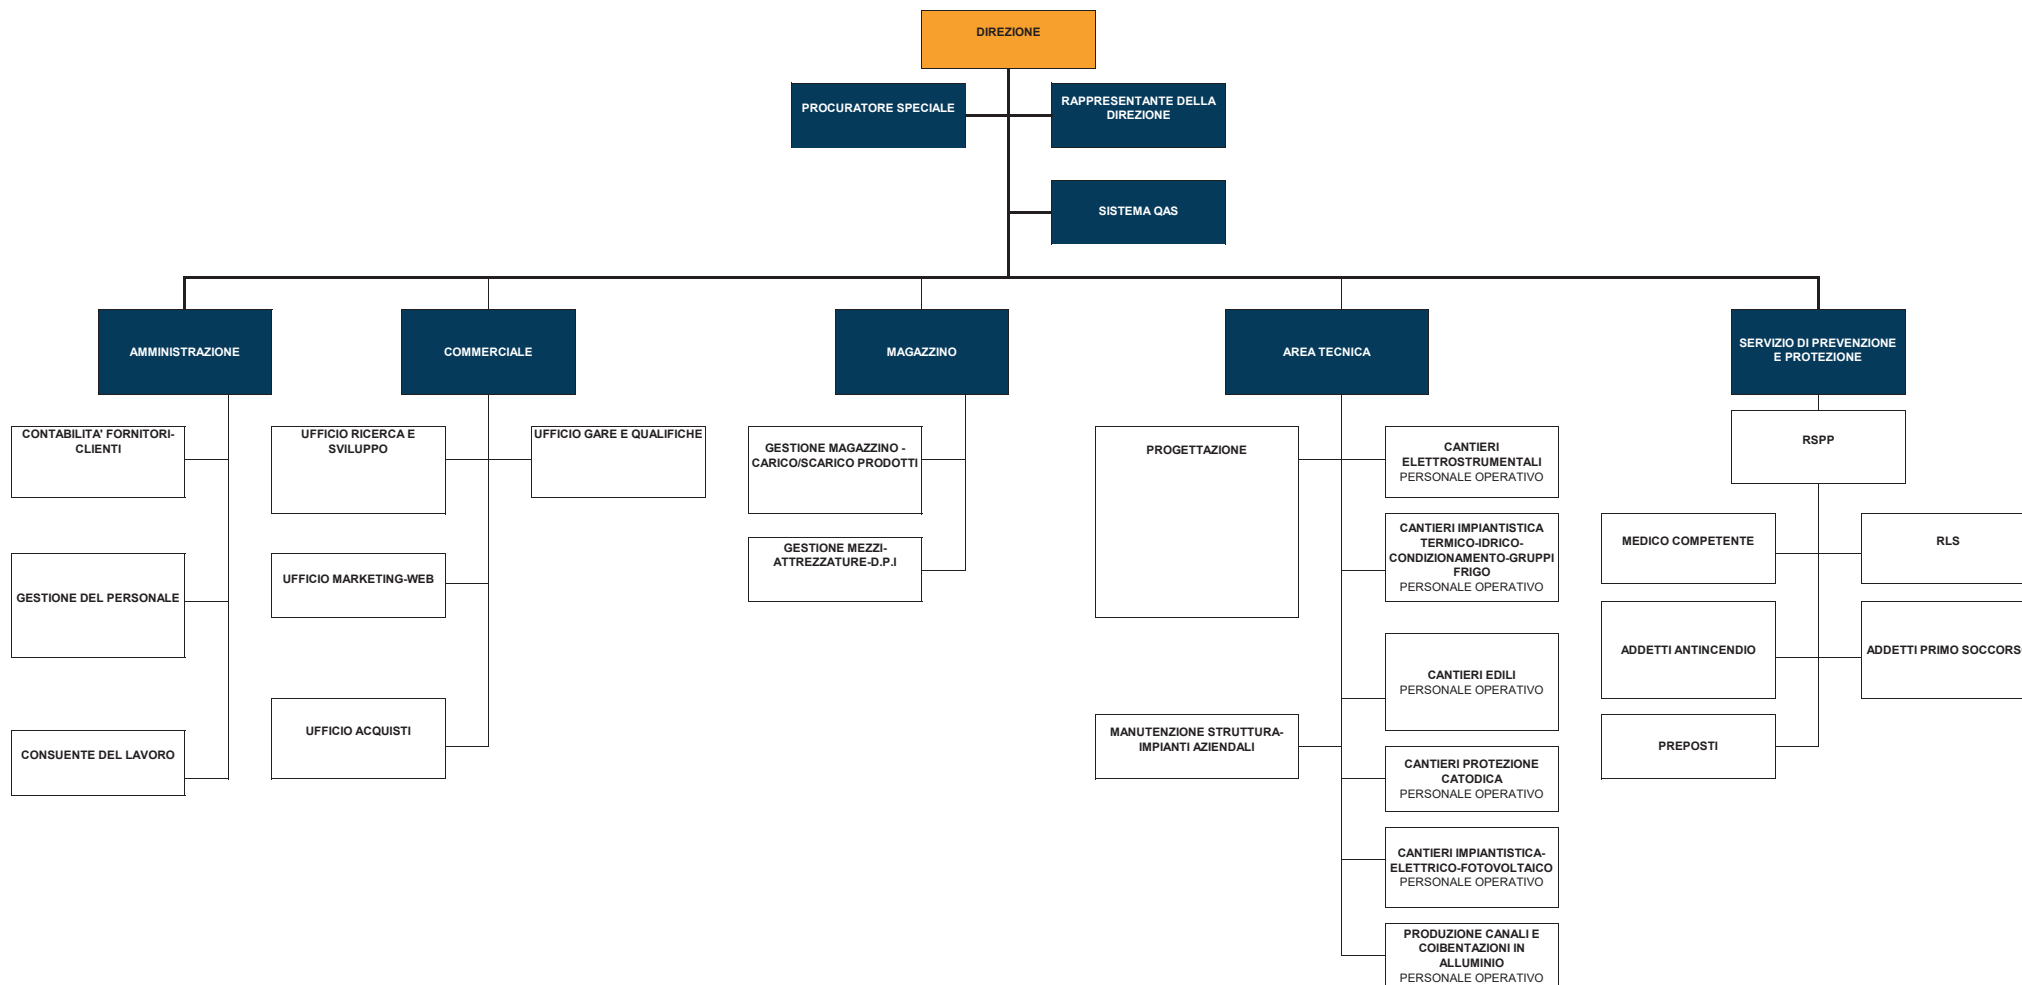 DIREZIONE
PROCURATORE SPECIALE
RAPPRESENTANTE DELLA
DIREZIONE
SISTEMA QAS
AMMINISTRAZIONE
COMMERCIALE
MAGAZZINO
AREA TECNICA
SERVIZIO DI PREVENZIONE
E PROTEZIONE
CONTABILITA' FORNITORI-
CLIENTI
GESTIONE DEL PERSONALE
CONSUENTE DEL LAVORO
UFFICIO RICERCA E
SVILUPPO
UFFICIO GARE E QUALIFICHE
UFFICIO MARKETING-WEB
UFFICIO ACQUISTI
GESTIONE MAGAZZINO -
CARICO/SCARICO PRODOTTI
GESTIONE MEZZI-
ATTREZZATURE-D.P.I
PROGETTAZIONE
MANUTENZIONE STRUTTURA-
IMPIANTI AZIENDALI
CANTIERI
ELETTROSTRUMENTALI
PERSONALE OPERATIVO
CANTIERI IMPIANTISTICA
TERMICO-IDRICO-
CONDIZIONAMENTO-GRUPPI
FRIGO
PERSONALE OPERATIVO
CANTIERI EDILI
PERSONALE OPERATIVO
CANTIERI PROTEZIONE
CATODICA
PERSONALE OPERATIVO
CANTIERI IMPIANTISTICA-
ELETTRICO-FOTOVOLTAICO
PERSONALE OPERATIVO
PRODUZIONE CANALI E
COIBENTAZIONI IN
ALLUMINIO
PERSONALE OPERATIVO
RSPP
MEDICO COMPETENTE
RLS
ADDETTI ANTINCENDIO
ADDETTI PRIMO SOCCORSO
PREPOSTI